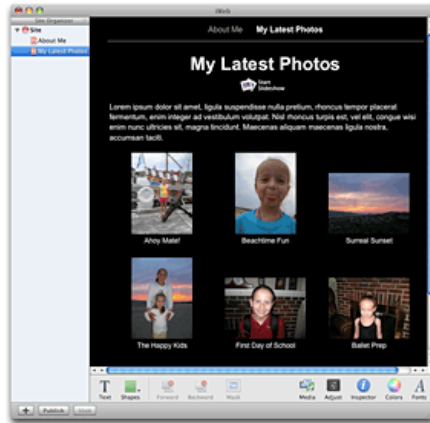 iWeb
Site Organizer
Site
About Me
My Latest Photos
About Me My Latest Photos
My Latest Photos
Start
Slideshow
Lorem ipsum dolor sit amet, ligula suspendisse nulla pretium, rhoncus tempor placerat
fermentum, enim integer ad vestibulum volutpat. Nisl rhoncus turpis est, vel elit, congue wisi
enim nunc ultricies sit, magna tincidunt. Maecenas aliquam maecenas ligula nostra,
accumsan taciti.
Ahoy Mate!
Beachtime Fun
Surreal Sunset
The Happy Kids
First Day of School
Ballet Prep
Text Shapes Forward Backward Mask Media Adjust Inspector Colors Fonts
Publish Visit